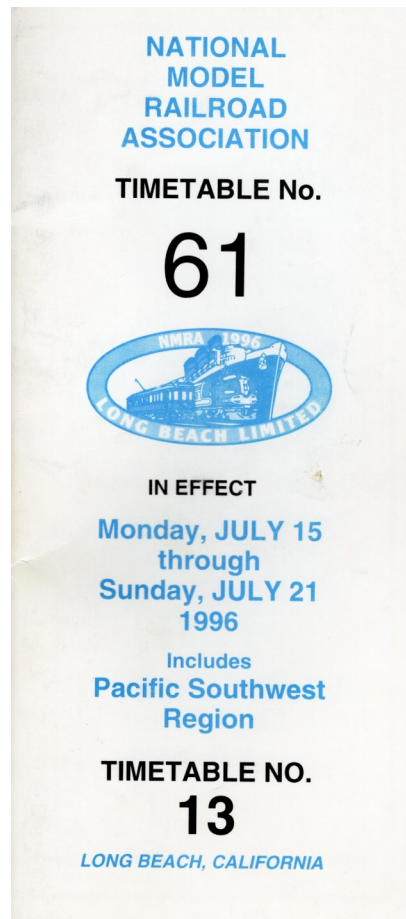 NATIONAL
MODEL
RAILROAD
ASSOCIATION
TIMETABLE No.
61
NMRA 1996
LONG BEACH LIMITED
IN EFFECT
Monday, JULY 15
through
Sunday, JULY 21
1996
Includes
Pacific Southwest
Region
TIMETABLE NO.
13
LONG BEACH, CALIFORNIA